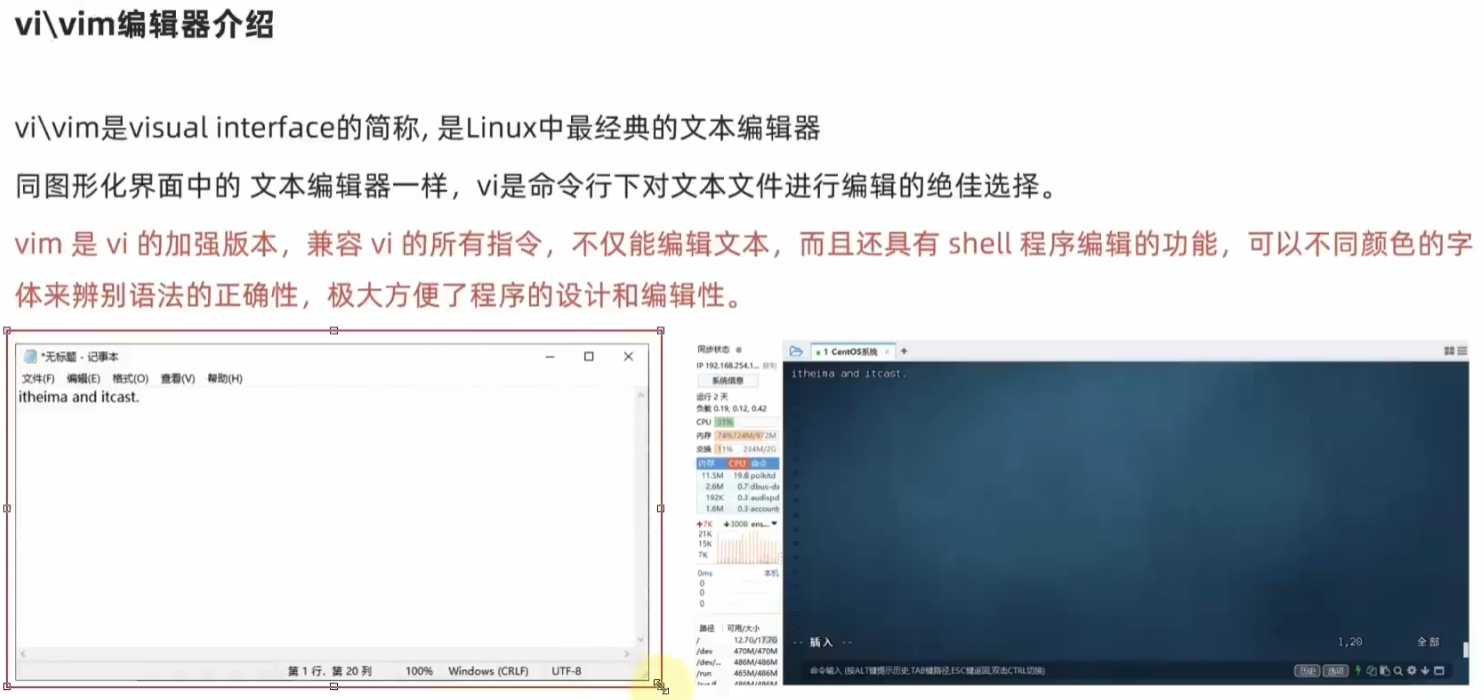 vi\vim编辑器介绍
vi\vim是visual interface的简称, 是Linux中最经典的文本编辑器
同图形化界面中的 文本编辑器一样，vi是命令行下对文本文件进行编辑的绝佳选择。
vim 是 vi 的加强版本，兼容 vi 的所有指令，不仅能编辑文本，而且还具有 shell 程序编辑的功能，可以不同颜色的字
体来辨别语法的正确性，极大方便了程序的设计和编辑性。
*无标题 - 记事本
文件(F) 编辑(E) 格式(O) 查看(V) 帮助(H)
itheima and itcast.
第 1 行，第 20 列 100% Windows (CRLF) UTF-8
同步状态
IP 192.168.254.1...
系统信息
运行 2 天
负载 0.19, 0.12, 0.42
CPU 31%
内存 74% 724M/972M
交换 11% 234M/2G
内存 CPU 命令
11.5M 19.6 polkitd
2.6M 0.7 dbus-da
192K 0.3 audispd
1.6M 0.3 account
7K 300B ens...
21K
15K
7K
0ms 本机
0
0
0
路径 可用/大小
/ 12.7G/17.0G
/dev 470M/470M
/dev/... 486M/486M
/run 465M/486M
1 CentOS系统 × +
itheima and itcast.
-- 插入 --
1,20 全部
命令输入 (按ALT键提示历史,TAB键路径,ESC键返回,双击CTRL切换)
历史 选项